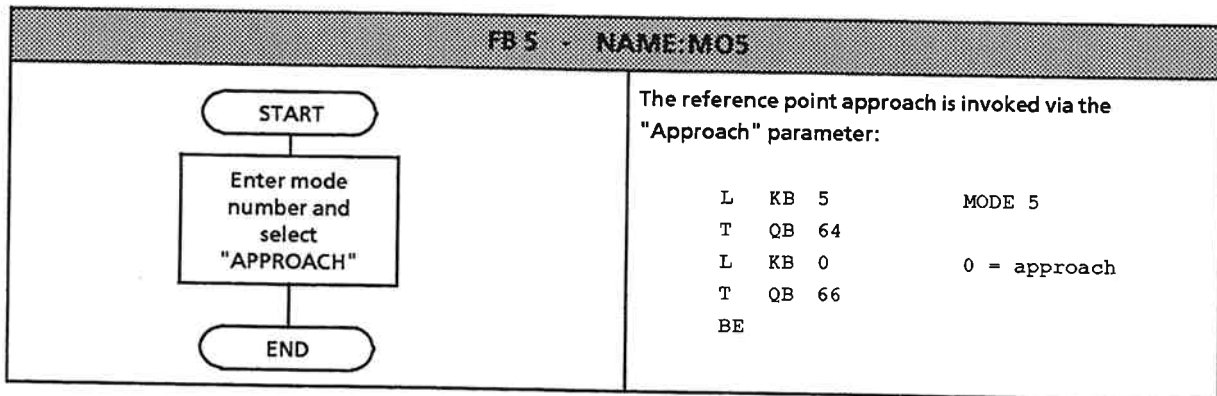 FB 5 - NAME:MO5
START
Enter mode
number and
select
"APPROACH"
END
The reference point approach is invoked via the
"Approach" parameter:
L KB 5 MODE 5
T QB 64
L KB 0 0 = approach
T QB 66
BE